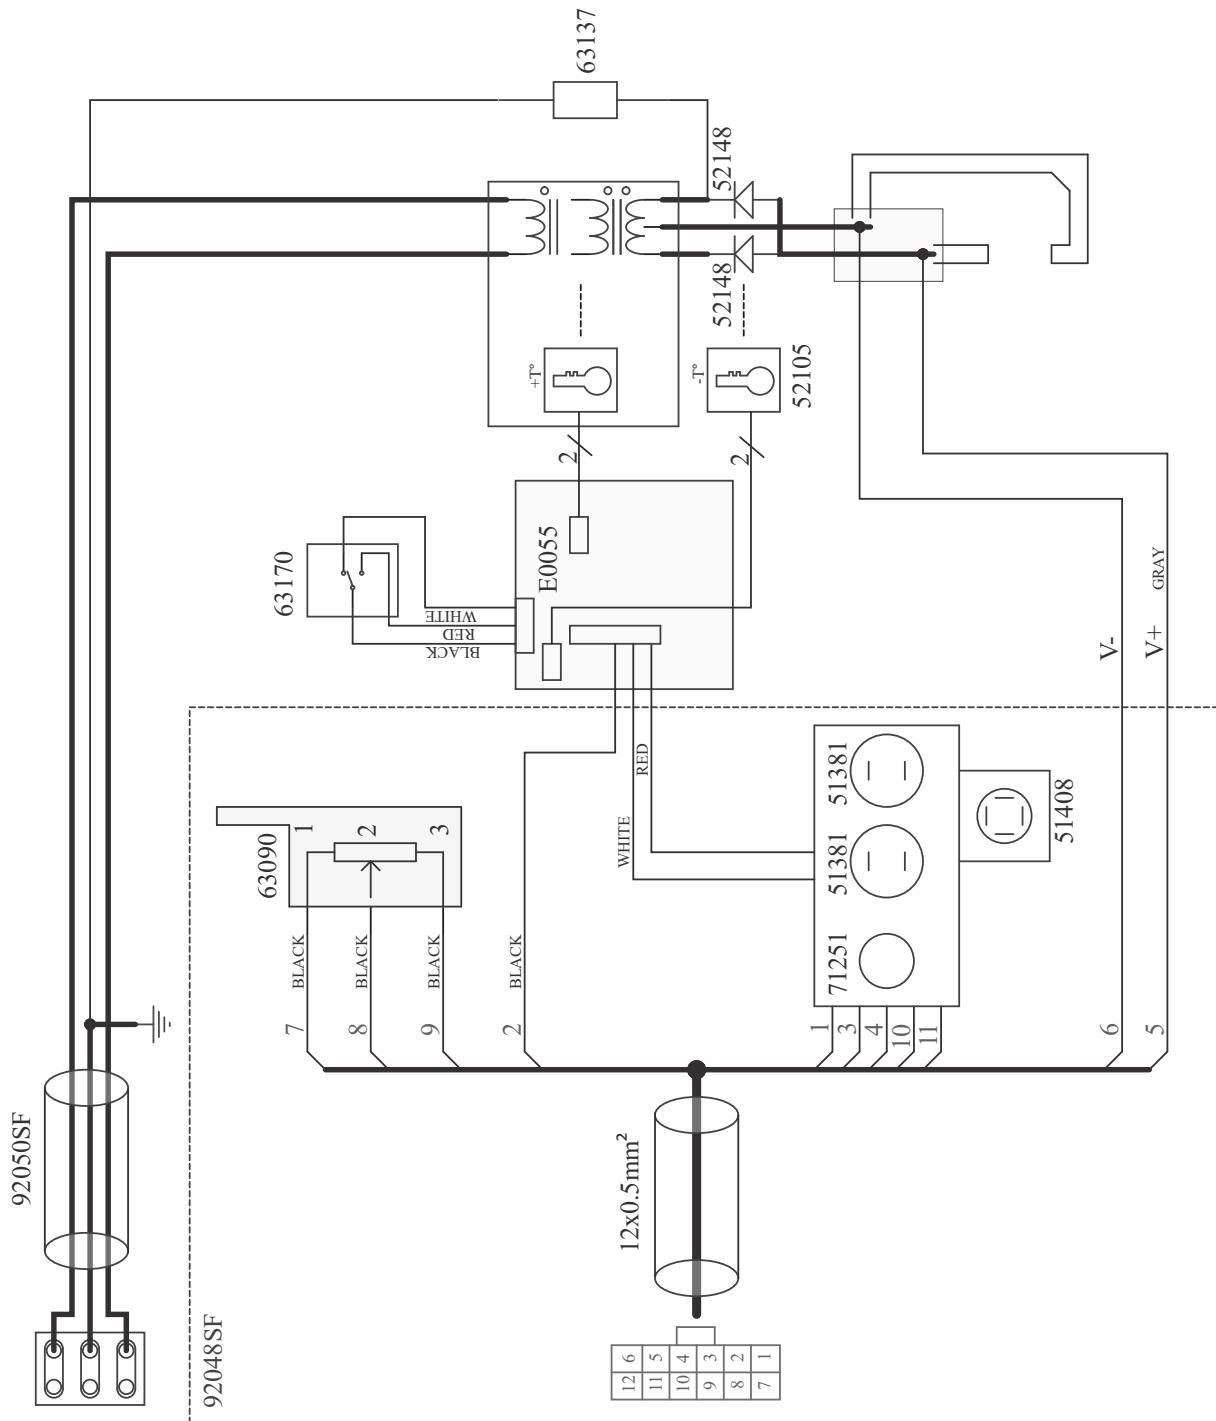 63137
52148
52148
+T°
-T°
52105
2
2
63170
E0055
WHITE
RED
BLACK
GRAY
V-
V+
RED
WHITE
63090
1
2
3
51381
51381
71251
51408
BLACK
BLACK
BLACK
BLACK
7
8
9
2
1
3
4
10
11
6
5
92050SF
12x0.5mm²
92048SF
12 11 10 9 8 7
6 5 4 3 2 1